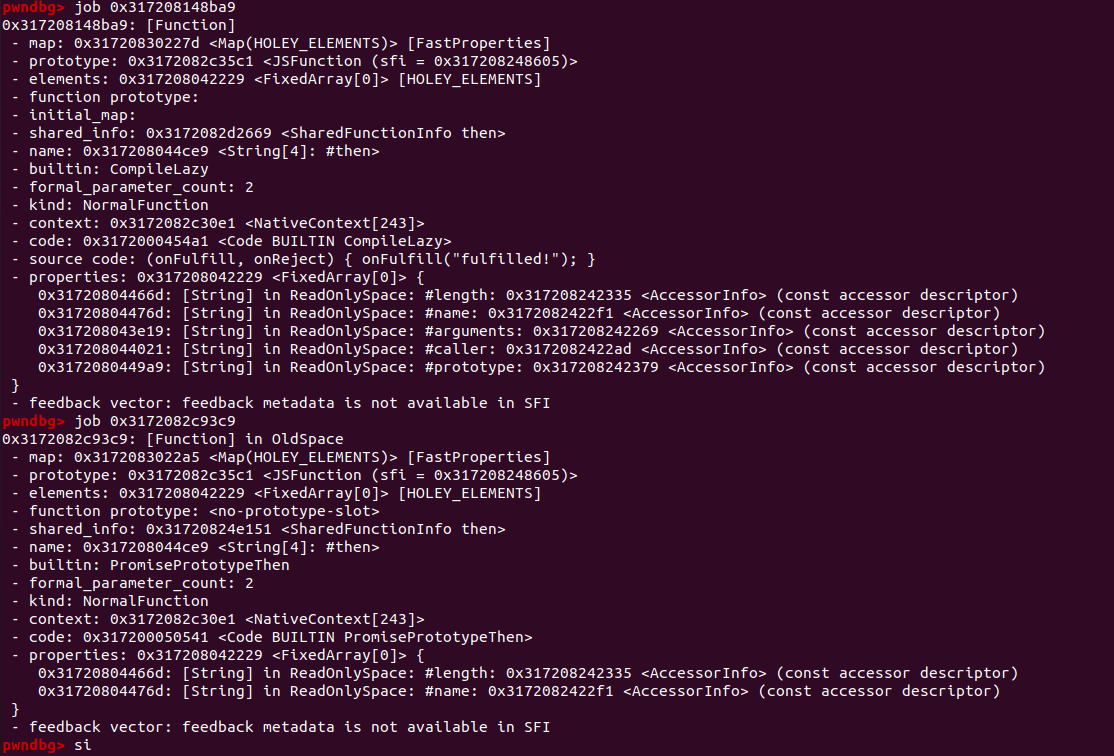 pwndbg> job 0x317208148ba9
0x317208148ba9: [Function]
 - map: 0x31720830227d <Map(HOLEY_ELEMENTS)> [FastProperties]
 - prototype: 0x3172082c35c1 <JSFunction (sfi = 0x317208248605)>
 - elements: 0x317208042229 <FixedArray[0]> [HOLEY_ELEMENTS]
 - function prototype:
 - initial_map:
 - shared_info: 0x3172082d2669 <SharedFunctionInfo then>
 - name: 0x317208044ce9 <String[4]: #then>
 - builtin: CompileLazy
 - formal_parameter_count: 2
 - kind: NormalFunction
 - context: 0x3172082c30e1 <NativeContext[243]>
 - code: 0x3172000454a1 <Code BUILTIN CompileLazy>
 - source code: (onFulfill, onReject) { onFulfill("fulfilled!"); }
 - properties: 0x317208042229 <FixedArray[0]> {
    0x31720804466d: [String] in ReadOnlySpace: #length: 0x317208242335 <AccessorInfo> (const accessor descriptor)
    0x31720804476d: [String] in ReadOnlySpace: #name: 0x3172082422f1 <AccessorInfo> (const accessor descriptor)
    0x317208043e19: [String] in ReadOnlySpace: #arguments: 0x317208242269 <AccessorInfo> (const accessor descriptor)
    0x317208044021: [String] in ReadOnlySpace: #caller: 0x3172082422ad <AccessorInfo> (const accessor descriptor)
    0x3172080449a9: [String] in ReadOnlySpace: #prototype: 0x317208242379 <AccessorInfo> (const accessor descriptor)
 }
 - feedback vector: feedback metadata is not available in SFI
pwndbg> job 0x3172082c93c9
0x3172082c93c9: [Function] in OldSpace
 - map: 0x3172083022a5 <Map(HOLEY_ELEMENTS)> [FastProperties]
 - prototype: 0x3172082c35c1 <JSFunction (sfi = 0x317208248605)>
 - elements: 0x317208042229 <FixedArray[0]> [HOLEY_ELEMENTS]
 - function prototype: <no-prototype-slot>
 - shared_info: 0x31720824e151 <SharedFunctionInfo then>
 - name: 0x317208044ce9 <String[4]: #then>
 - builtin: PromisePrototypeThen
 - formal_parameter_count: 2
 - kind: NormalFunction
 - context: 0x3172082c30e1 <NativeContext[243]>
 - code: 0x317200050541 <Code BUILTIN PromisePrototypeThen>
 - properties: 0x317208042229 <FixedArray[0]> {
    0x31720804466d: [String] in ReadOnlySpace: #length: 0x317208242335 <AccessorInfo> (const accessor descriptor)
    0x31720804476d: [String] in ReadOnlySpace: #name: 0x3172082422f1 <AccessorInfo> (const accessor descriptor)
 }
 - feedback vector: feedback metadata is not available in SFI
pwndbg> si